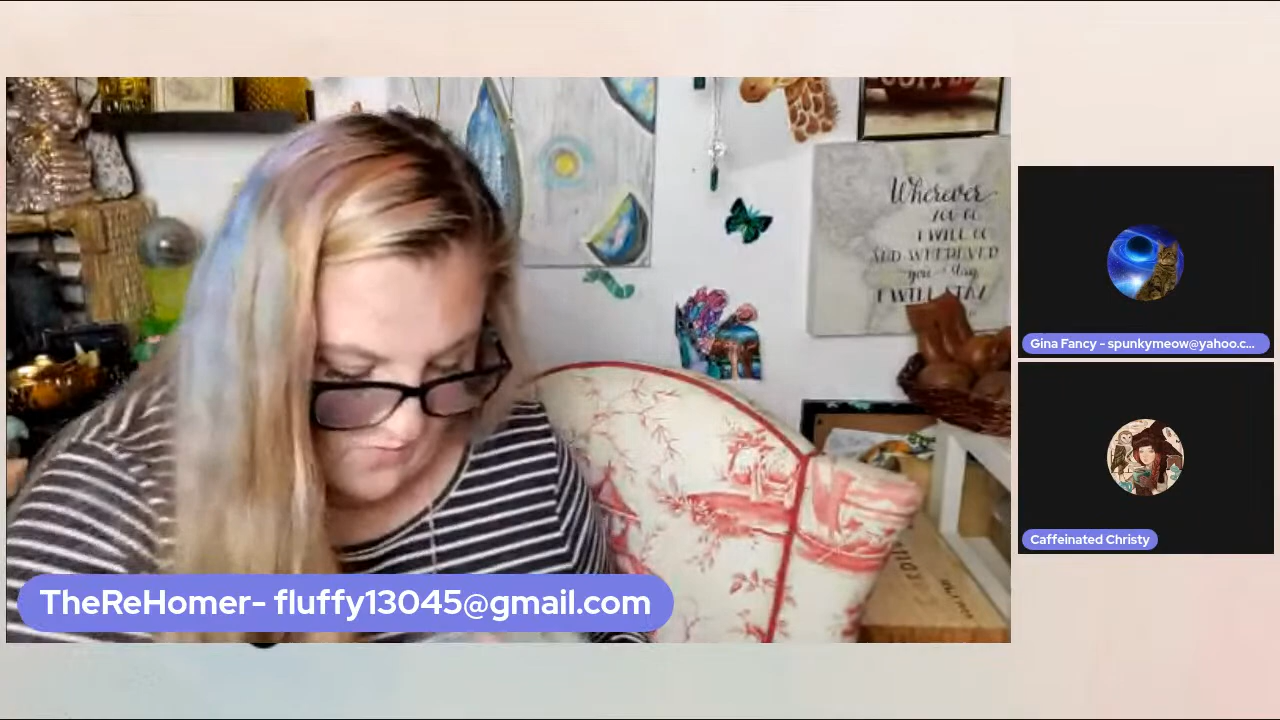 Wherever
YOU GO
I WILL GO
AND WHEREVER
you stay
I WILL STAY
Gina Fancy - spunkymeow@yahoo.c...
Caffeinated Christy
TheReHomer- fluffy13045@gmail.com